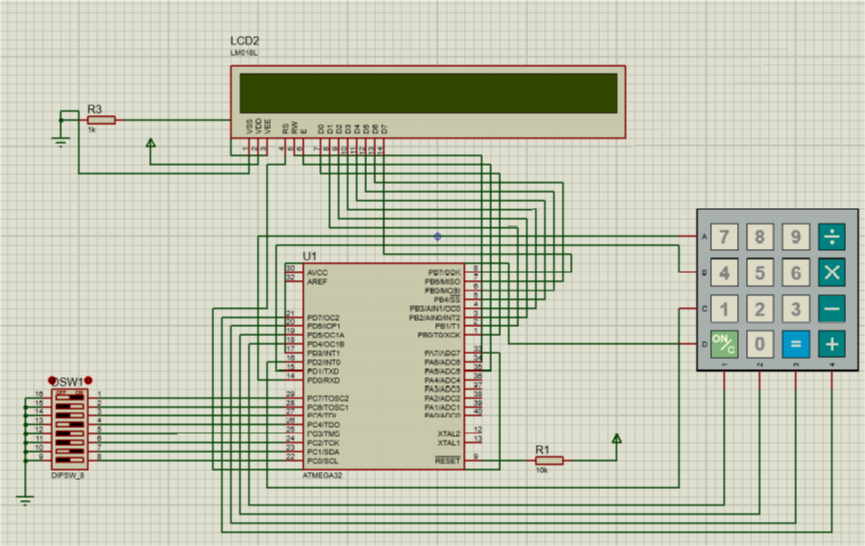 LCD2
LM018L
R3
1k
VSS
VDD
VEE
RS
RW
E
D0
D1
D2
D3
D4
D5
D6
D7
1
2
3
4
5
6
7
8
9
10
11
12
13
14
U1
30 AVCC
32 AREF
21 PD7/OC2
20 PD6/ICP1
19 PD5/OC1A
18 PD4/OC1B
17 PD3/INT1
16 PD2/INT0
15 PD1/TXD
14 PD0/RXD
29 PC7/TOSC2
28 PC6/TOSC1
27 PC5/TDI
26 PC4/TDO
25 PC3/TMS
24 PC2/TCK
23 PC1/SDA
22 PC0/SCL
PB7/SCK 8
PB6/MISO 7
PB5/MOSI 6
PB4/SS 5
PB3/AIN1/OC0 4
PB2/AIN0/INT2 3
PB1/T1 2
PB0/T0/XCK 1
PA7/ADC7 33
PA6/ADC6 34
PA5/ADC5 35
PA4/ADC4 36
PA3/ADC3 37
PA2/ADC2 38
PA1/ADC1 39
PA0/ADC0 40
XTAL2 12
XTAL1 13
RESET 9
ATMEGA32
R1
10k
DSW1
OFF ON
16 1
15 2
14 3
13 4
12 5
11 6
10 7
9 8
DIPSW_8
A 7 8 9 ÷
B 4 5 6 ×
C 1 2 3 −
D ON/C 0 = +
1 2 3 4